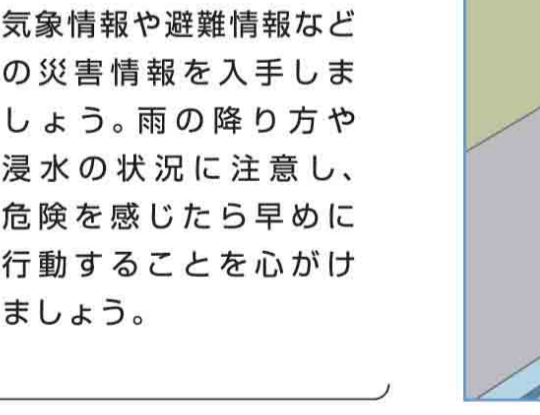 気象情報や避難情報など
の災害情報を入手しま
しょう。雨の降り方や
浸水の状況に注意し、
危険を感じたら早めに
行動することを心がけ
ましょう。